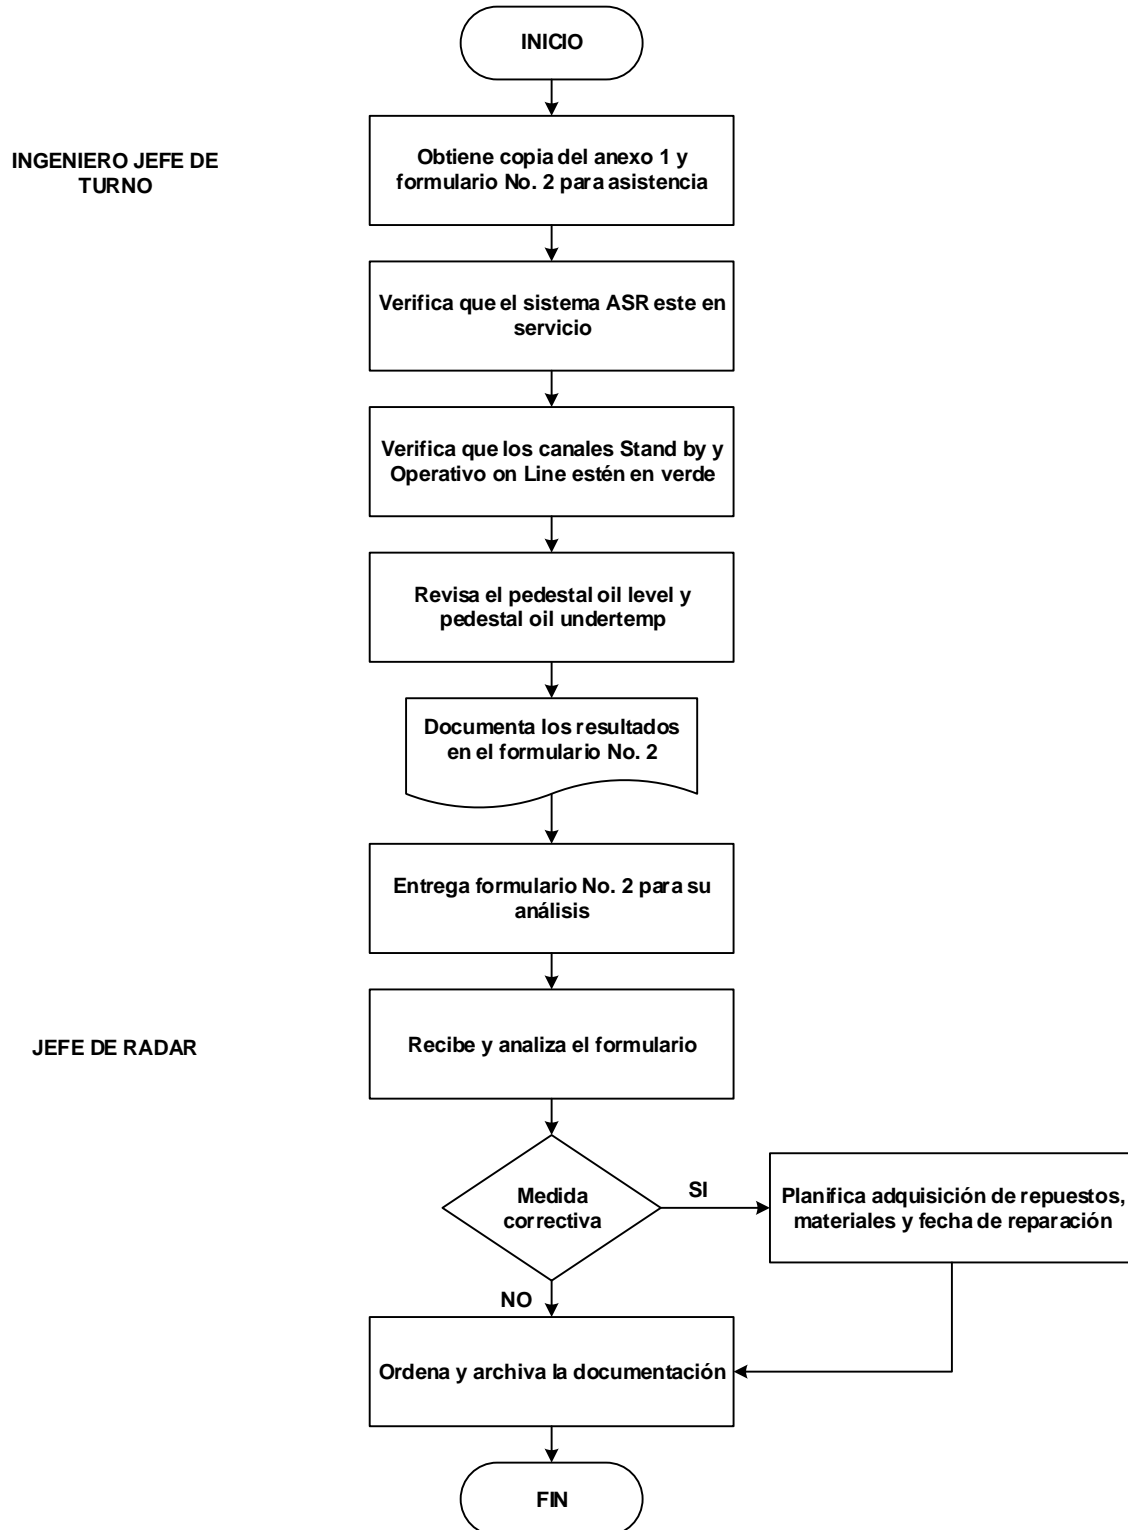 INICIO
INGENIERO JEFE DE
TURNO
Obtiene copia del anexo 1 y
formulario No. 2 para asistencia
Verifica que el sistema ASR este en
servicio
Verifica que los canales Stand by y
Operativo on Line estén en verde
Revisa el pedestal oil level y
pedestal oil undertemp
Documenta los resultados
en el formulario No. 2
Entrega formulario No. 2 para su
análisis
JEFE DE RADAR
Recibe y analiza el formulario
Medida
correctiva
SI
Planifica adquisición de repuestos,
materiales y fecha de reparación
NO
Ordena y archiva la documentación
FIN